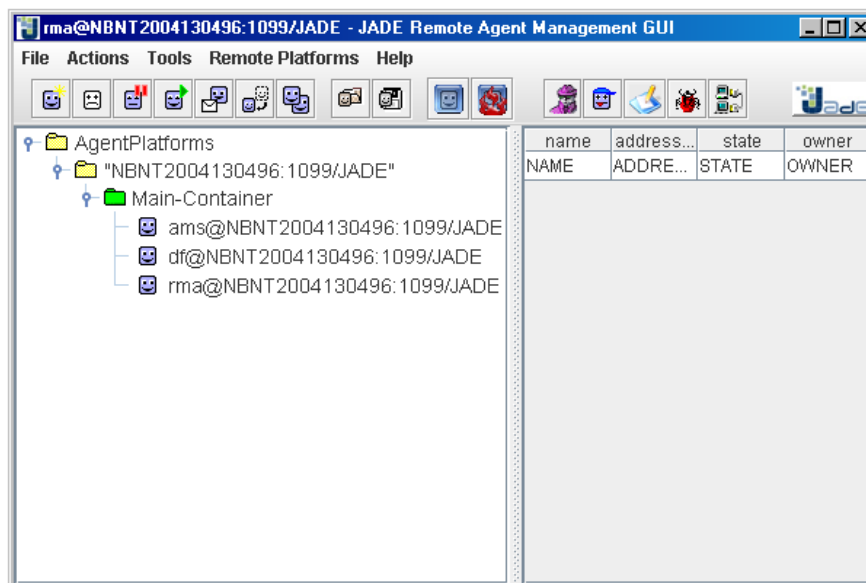 rma@NBNT2004130496:1099/JADE - JADE Remote Agent Management GUI
File Actions Tools Remote Platforms Help
Jade
AgentPlatforms
"NBNT2004130496:1099/JADE"
Main-Container
ams@NBNT2004130496:1099/JADE
df@NBNT2004130496:1099/JADE
rma@NBNT2004130496:1099/JADE
name address... state owner
NAME ADDRE... STATE OWNER